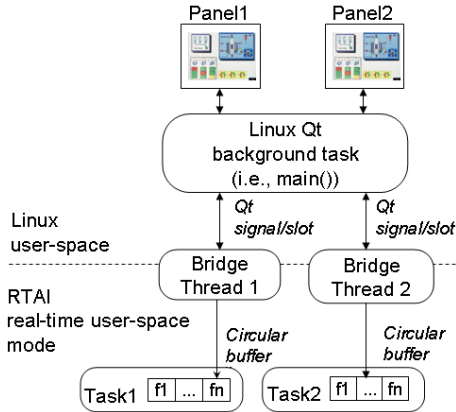 Panel1
Panel2
Linux Qt
background task
(i.e., main())
Qt
signal/slot
Qt
signal/slot
Linux
user-space
Bridge
Thread 1
Bridge
Thread 2
RTAI
real-time user-space
mode
Circular
buffer
Circular
buffer
Task1
f1 ... fn
Task2
f1 ... fn